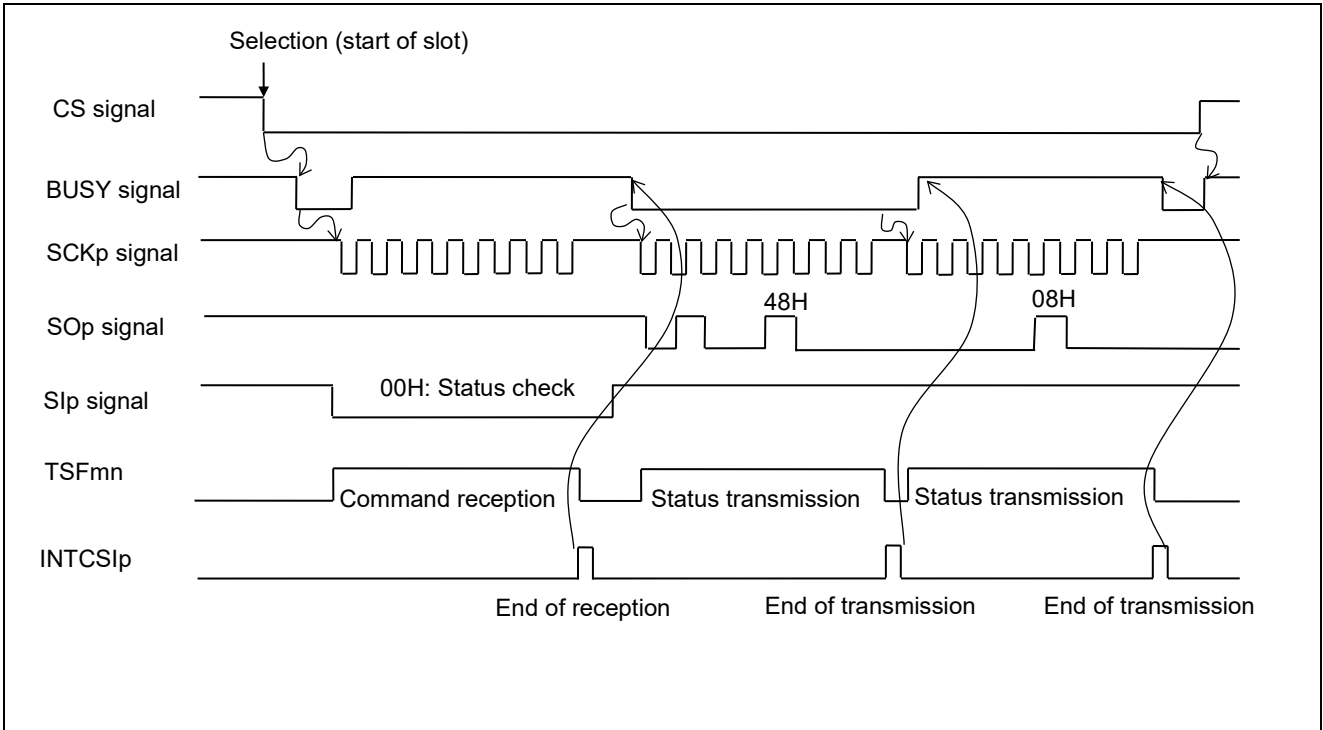 Selection (start of slot)
CS signal
BUSY signal
SCKp signal
48H
08H
SOp signal
00H: Status check
SIp signal
TSFmn
Command reception
Status transmission
Status transmission
INTCSIp
End of reception
End of transmission
End of transmission